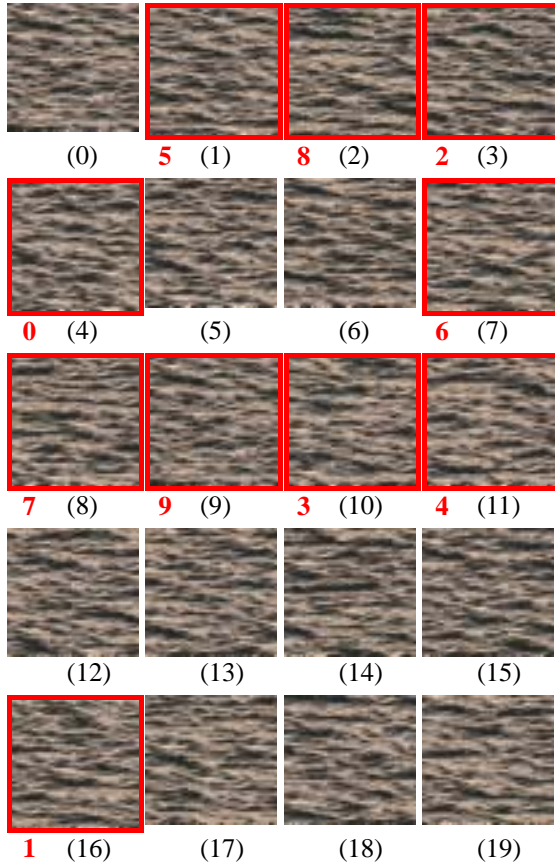 (0) 5 (1) 8 (2) 2 (3)
0 (4) (5) (6) 6 (7)
7 (8) 9 (9) 3 (10) 4 (11)
(12) (13) (14) (15)
1 (16) (17) (18) (19)